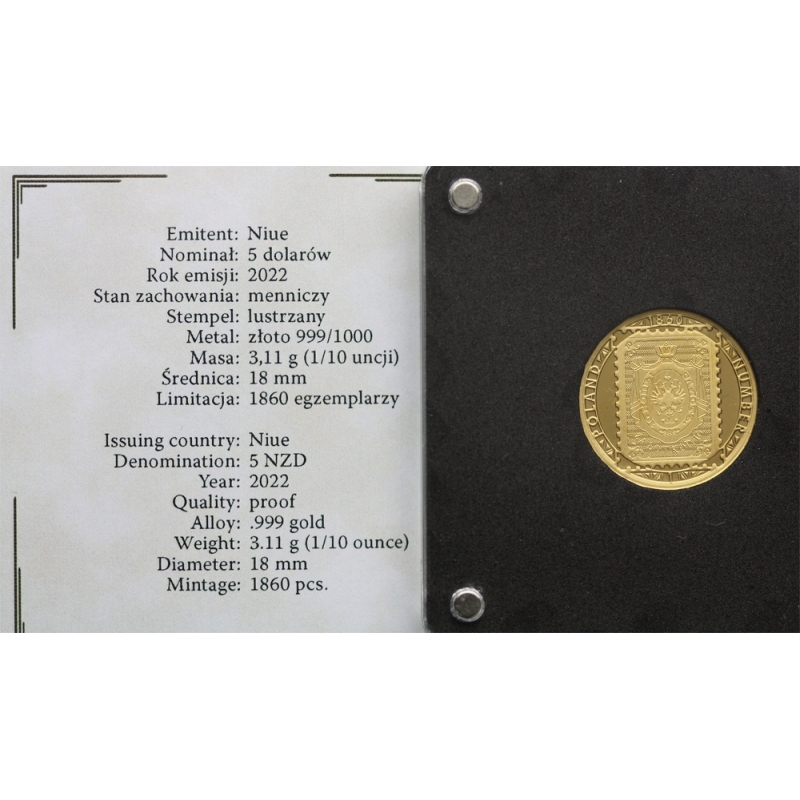 Emitent: Niue
Nominał: 5 dolarów
Rok emisji: 2022
Stan zachowania: menniczy
Stempel: lustrzany
Metal: złoto 999/1000
Masa: 3,11 g (1/10 uncji)
Średnica: 18 mm
Limitacja: 1860 egzemplarzy
Issuing country: Niue
Denomination: 5 NZD
Year: 2022
Quality: proof
Alloy: .999 gold
Weight: 3.11 g (1/10 ounce)
Diameter: 18 mm
Mintage: 1860 pcs.
1850
POLAND
NUMBER
1